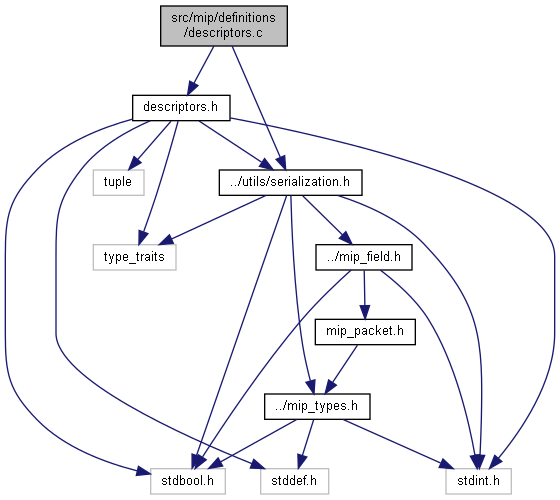 src/mip/definitions
/descriptors.c
descriptors.h
tuple
../utils/serialization.h
type_traits
../mip_field.h
mip_packet.h
../mip_types.h
stdbool.h
stddef.h
stdint.h